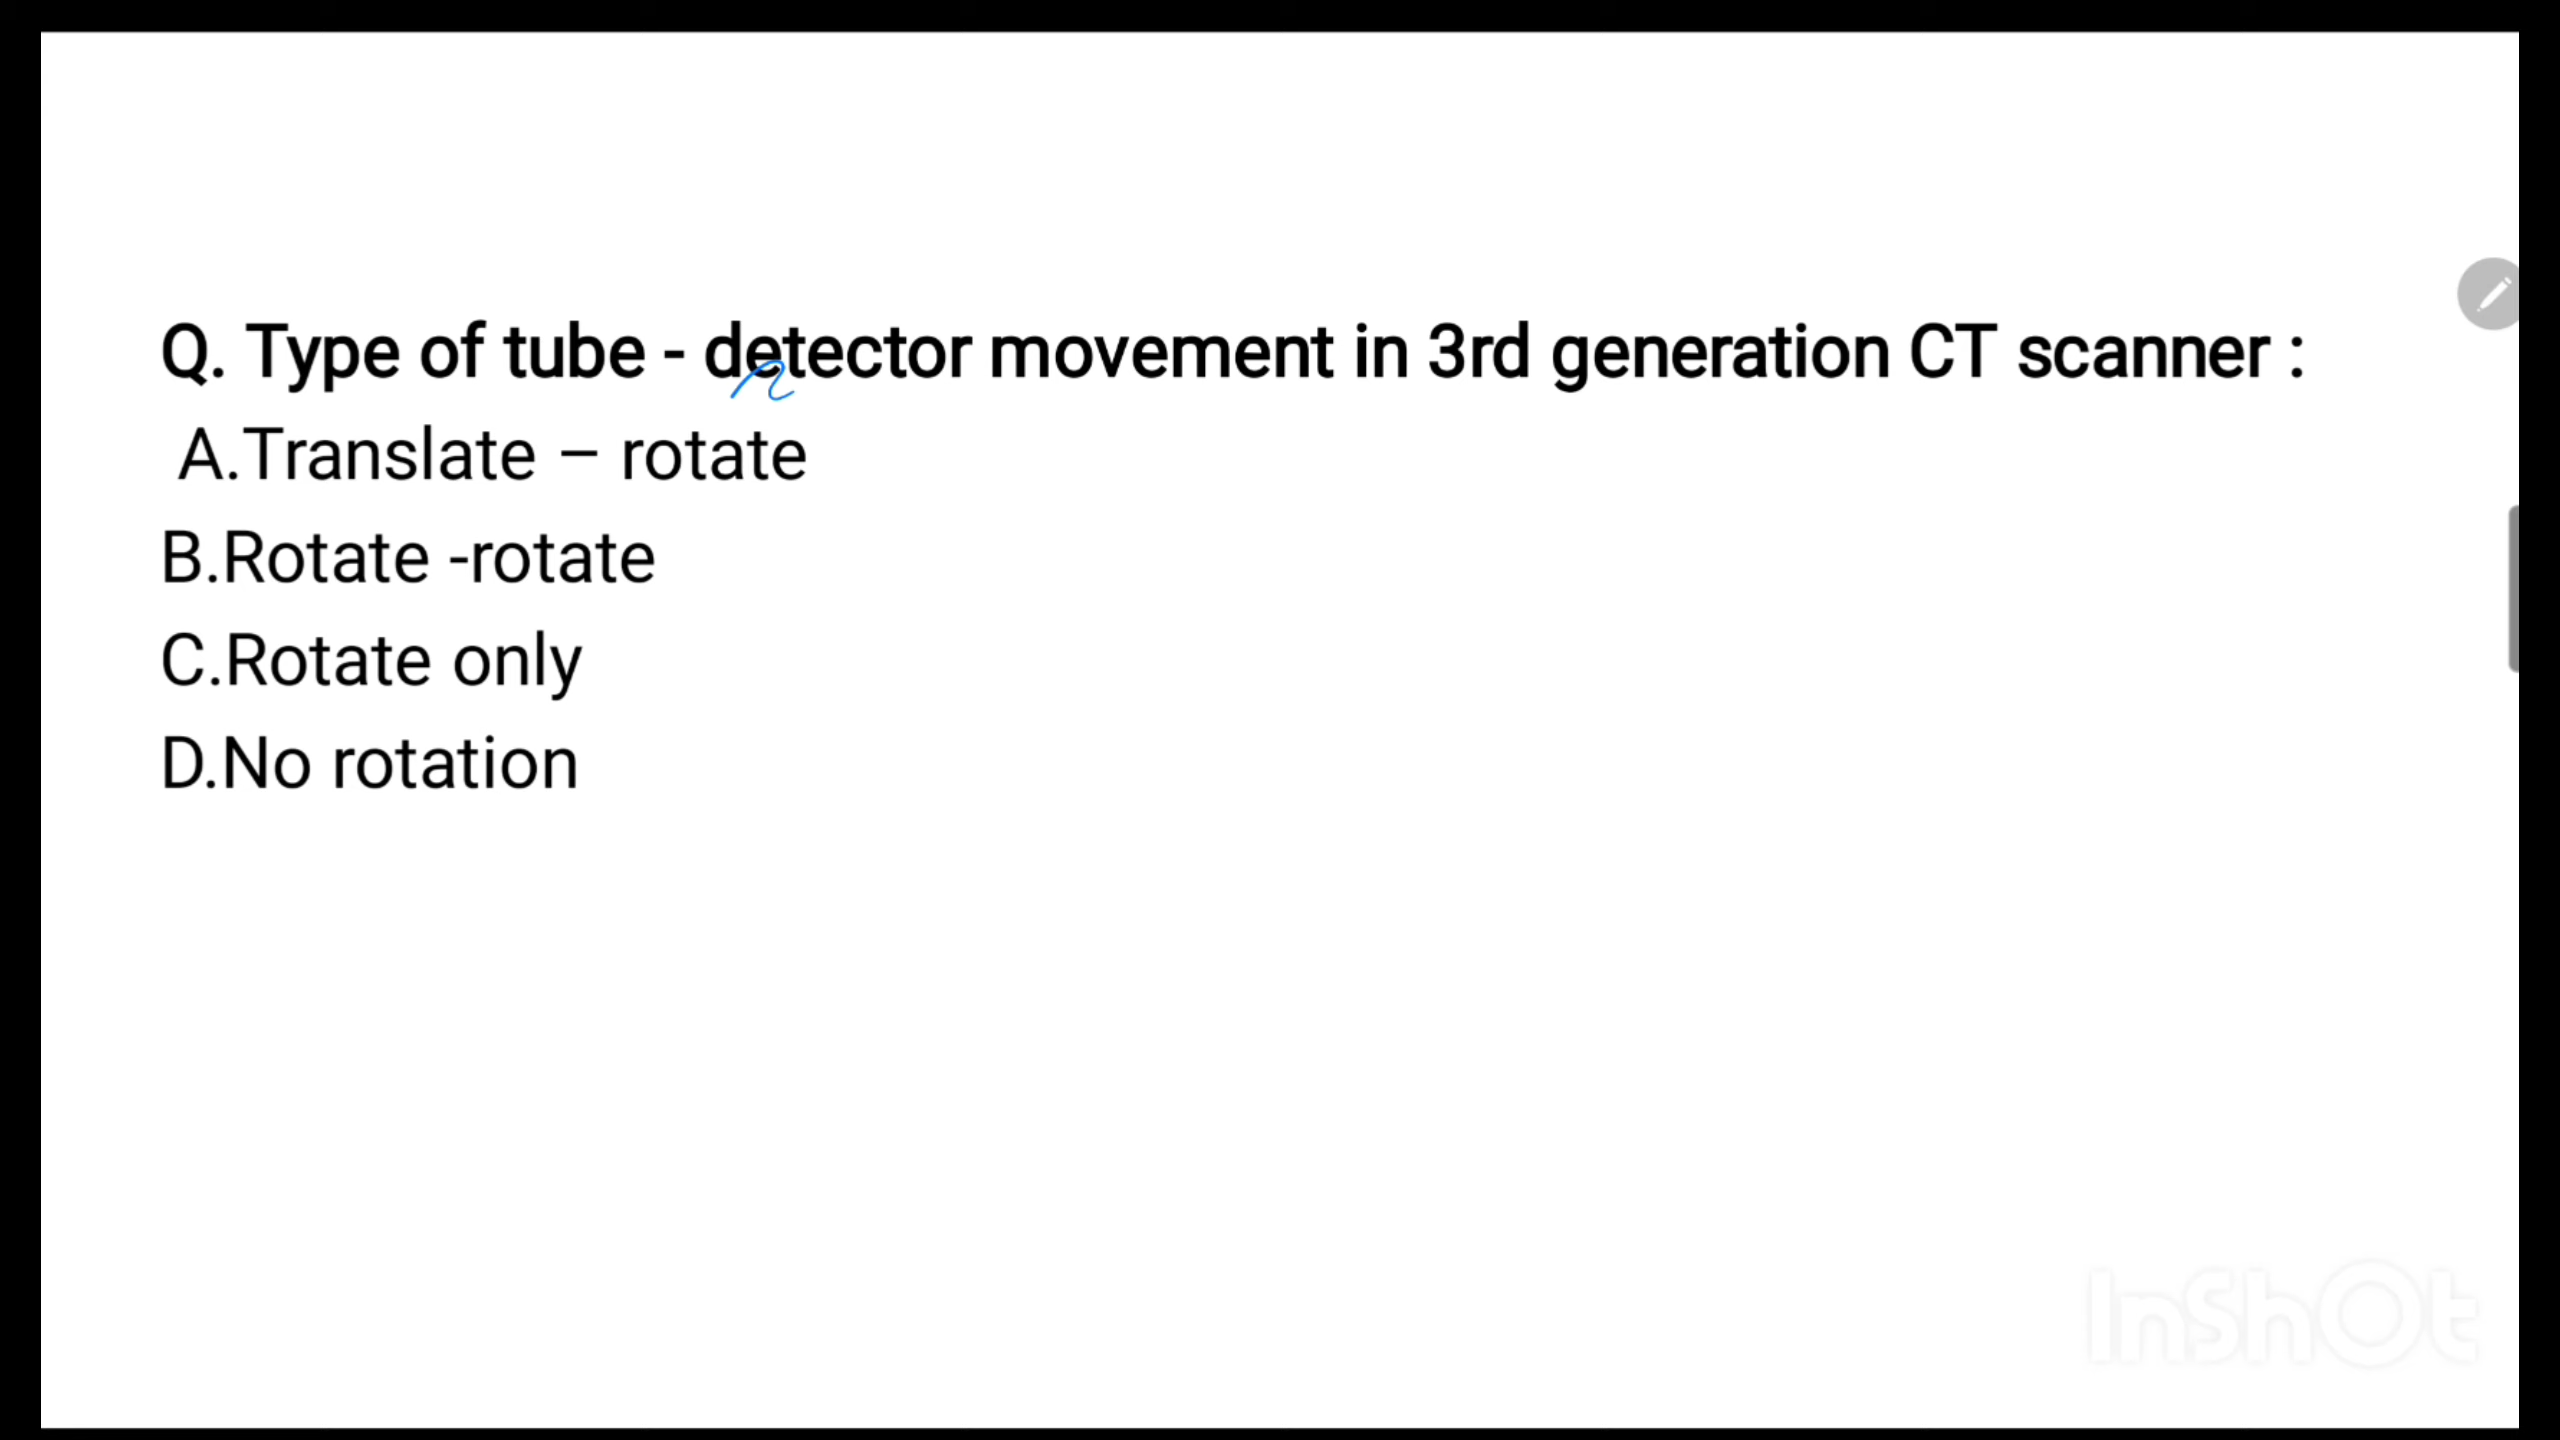 Q. Type of tube - detector movement in 3rd generation CT scanner :
A.Translate – rotate
B.Rotate -rotate
C.Rotate only
D.No rotation
InShOt